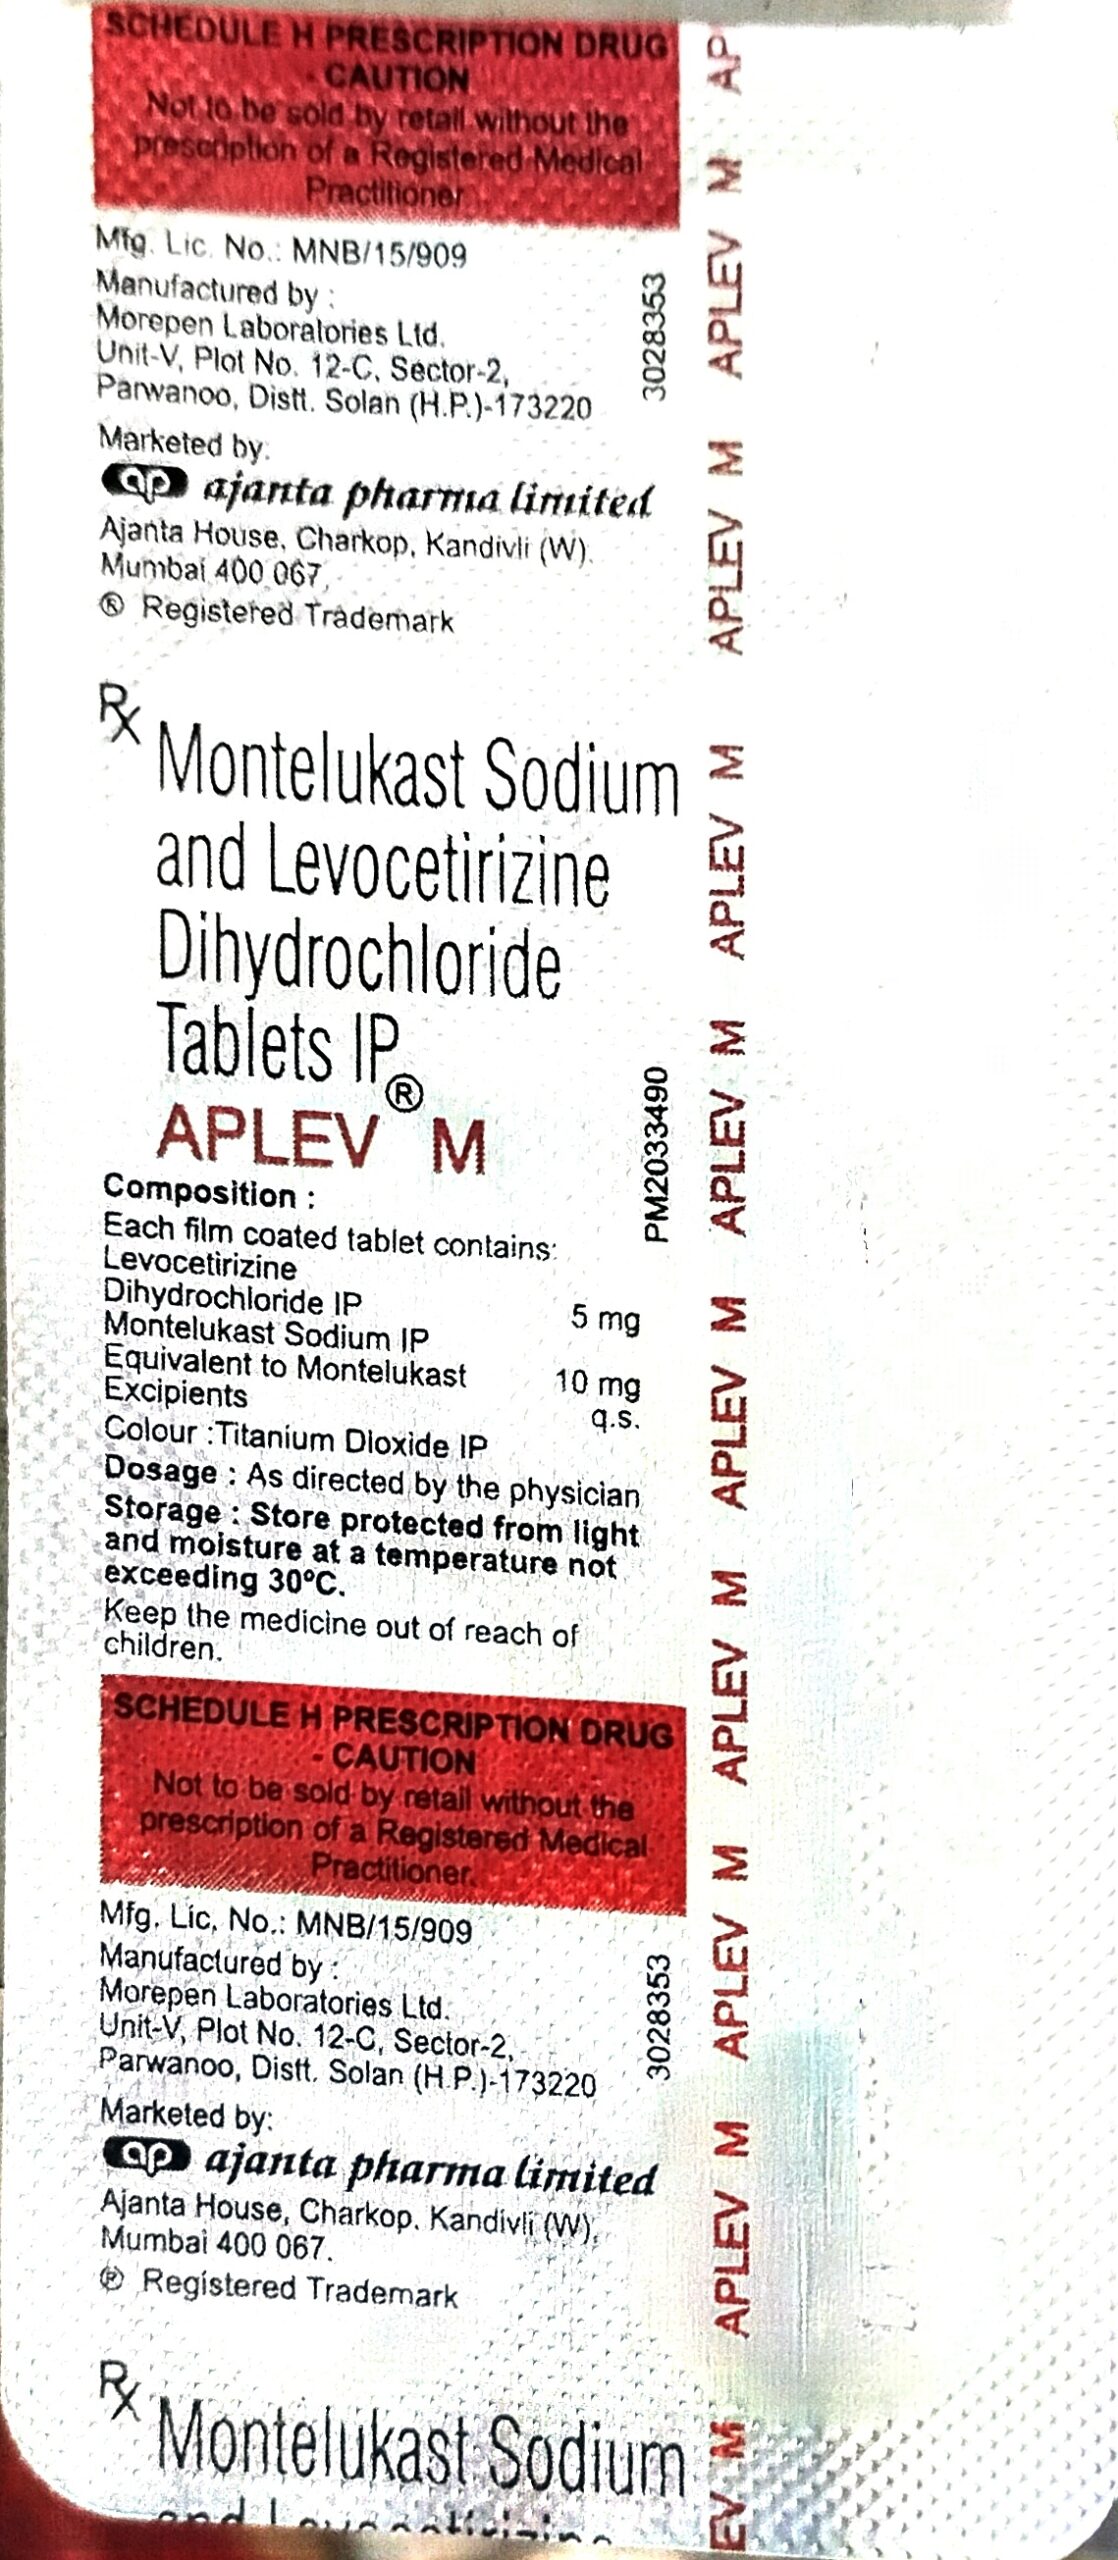 SCHEDULE H PRESCRIPTION DRUG
- CAUTION
Not to be sold by retail without the
prescription of a Registered Medical
Practitioner
Mfg. Lic. No.: MNB/15/909
Manufactured by :
Morepen Laboratories Ltd.
Unit-V, Plot No. 12-C, Sector-2,
Parwanoo, Distt. Solan (H.P.)-173220
3028353
Marketed by:
ap ajanta pharma limited
Ajanta House, Charkop, Kandivli (W).
Mumbai 400 067.
® Registered Trademark
Rx Montelukast Sodium
and Levocetirizine
Dihydrochloride
Tablets IP
APLEV® M
PM2033490
Composition :
Each film coated tablet contains:
Levocetirizine
Dihydrochloride IP 5 mg
Montelukast Sodium IP
Equivalent to Montelukast 10 mg
Excipients q.s.
Colour :Titanium Dioxide IP
Dosage : As directed by the physician
Storage : Store protected from light
and moisture at a temperature not
exceeding 30°C.
Keep the medicine out of reach of
children.
SCHEDULE H PRESCRIPTION DRUG
- CAUTION
Not to be sold by retail without the
prescription of a Registered Medical
Practitioner.
Mfg. Lic. No.: MNB/15/909
Manufactured by :
Morepen Laboratories Ltd.
Unit-V, Plot No. 12-C, Sector-2,
Parwanoo, Distt. Solan (H.P.)-173220
3028353
Marketed by:
ap ajanta pharma limited
Ajanta House, Charkop. Kandivli (W),
Mumbai 400 067.
® Registered Trademark
Rx Montelukast Sodium
and Levocetirizine
EV M APLEV M APLEV M APLEV M APLEV M APLEV M APLEV M APLEV M APLEV M AP